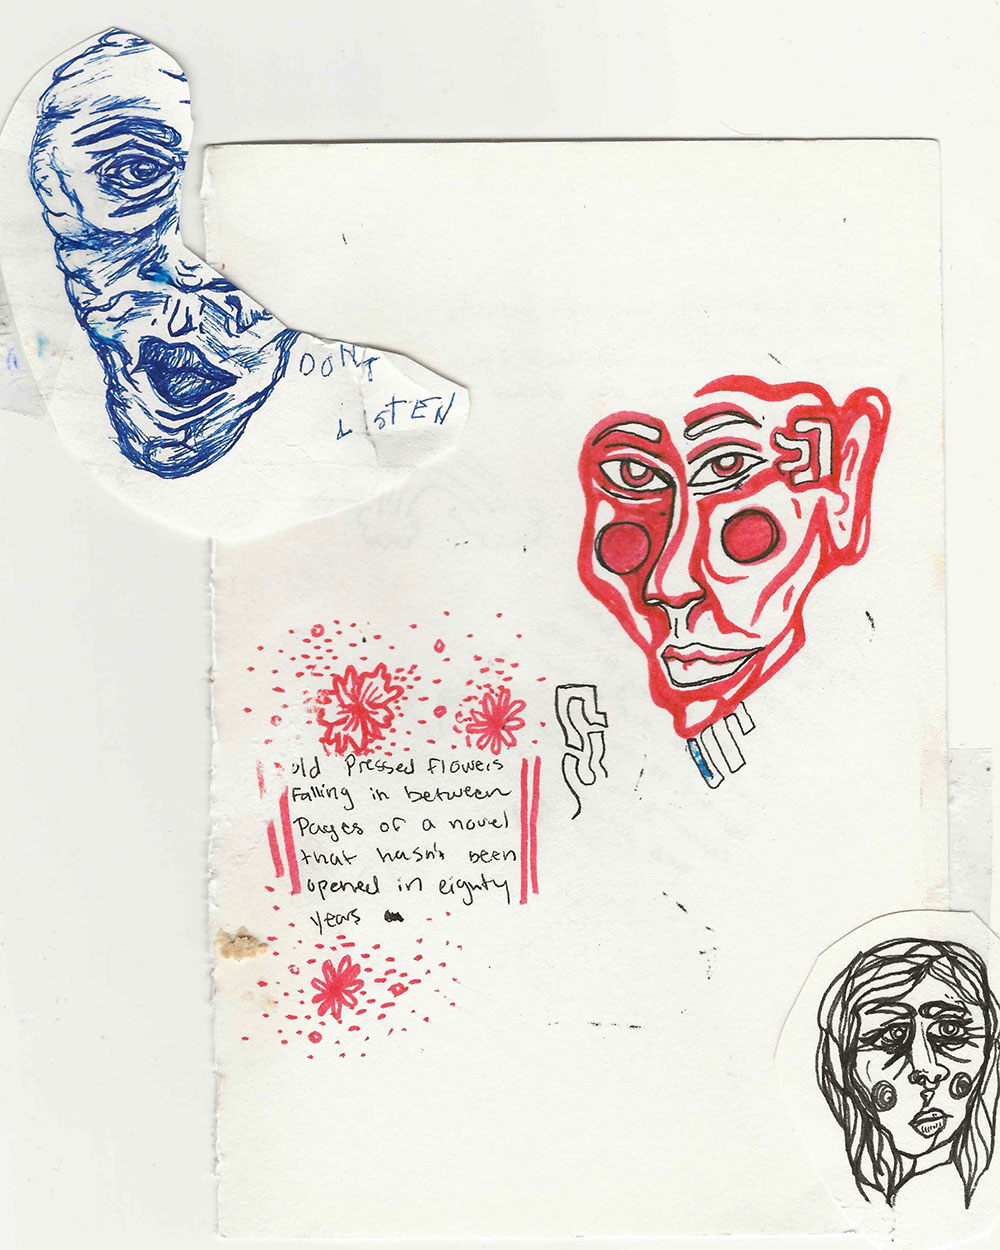 DONT
LISTEN
old Pressed Flowers
Falling in between
Pages of a novel
that hasn't been
opened in eighty
years